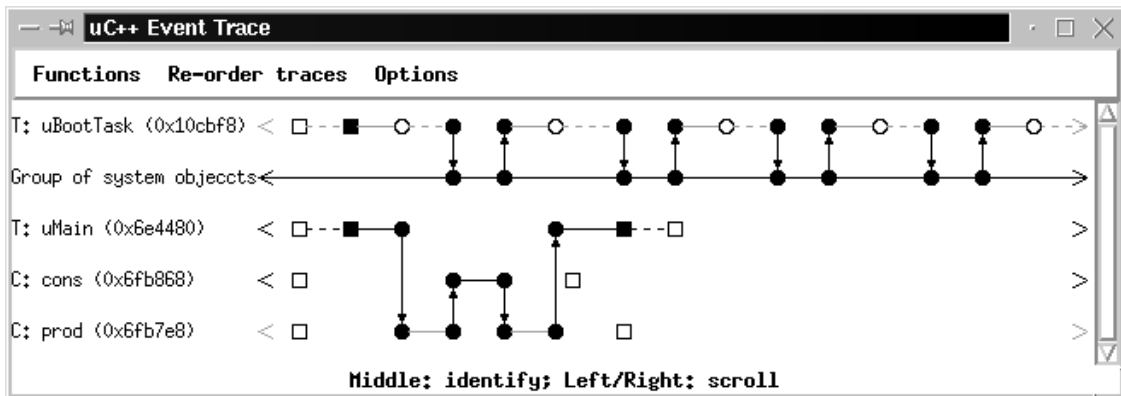 uC++ Event Trace
Functions Re-order traces Options
T: uBootTask (0x10cbf8)
Group of system objeccts
T: uMain (0x6e4480)
C: cons (0x6fb868)
C: prod (0x6fb7e8)
Middle: identify; Left/Right: scroll